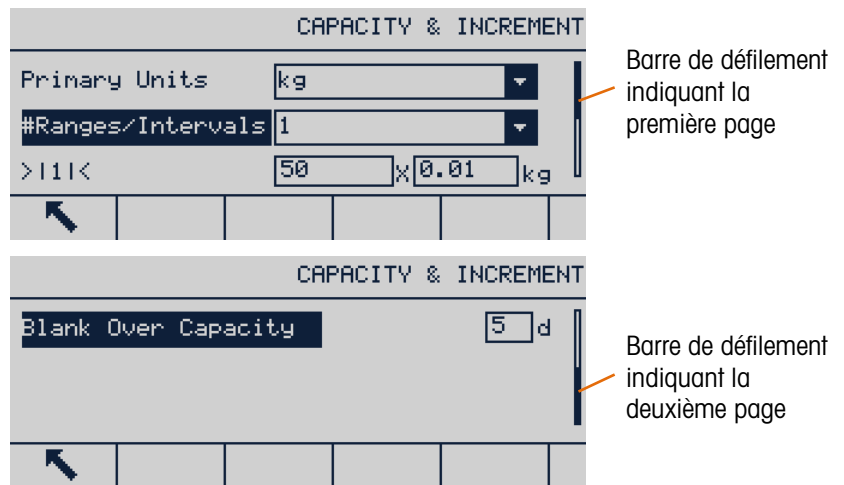 CAPACITY & INCREMENT
Primary Units kg
#Ranges/Intervals 1
>|1|< 50 x 0.01 kg
Barre de défilement
indiquant la
première page
CAPACITY & INCREMENT
Blank Over Capacity 5 d
Barre de défilement
indiquant la
deuxième page